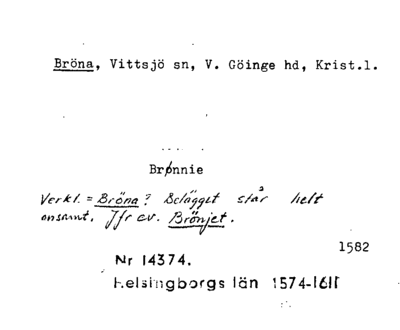 Bröna, Vittsjö sn, V. Göinge hd, Krist.l.
Brønnie
Verkl. = Bröna? Belägget står helt
ensamt. Jfr ev. Brönjet.
1582
Nr 14374.
Helsingborgs län 1574-1611